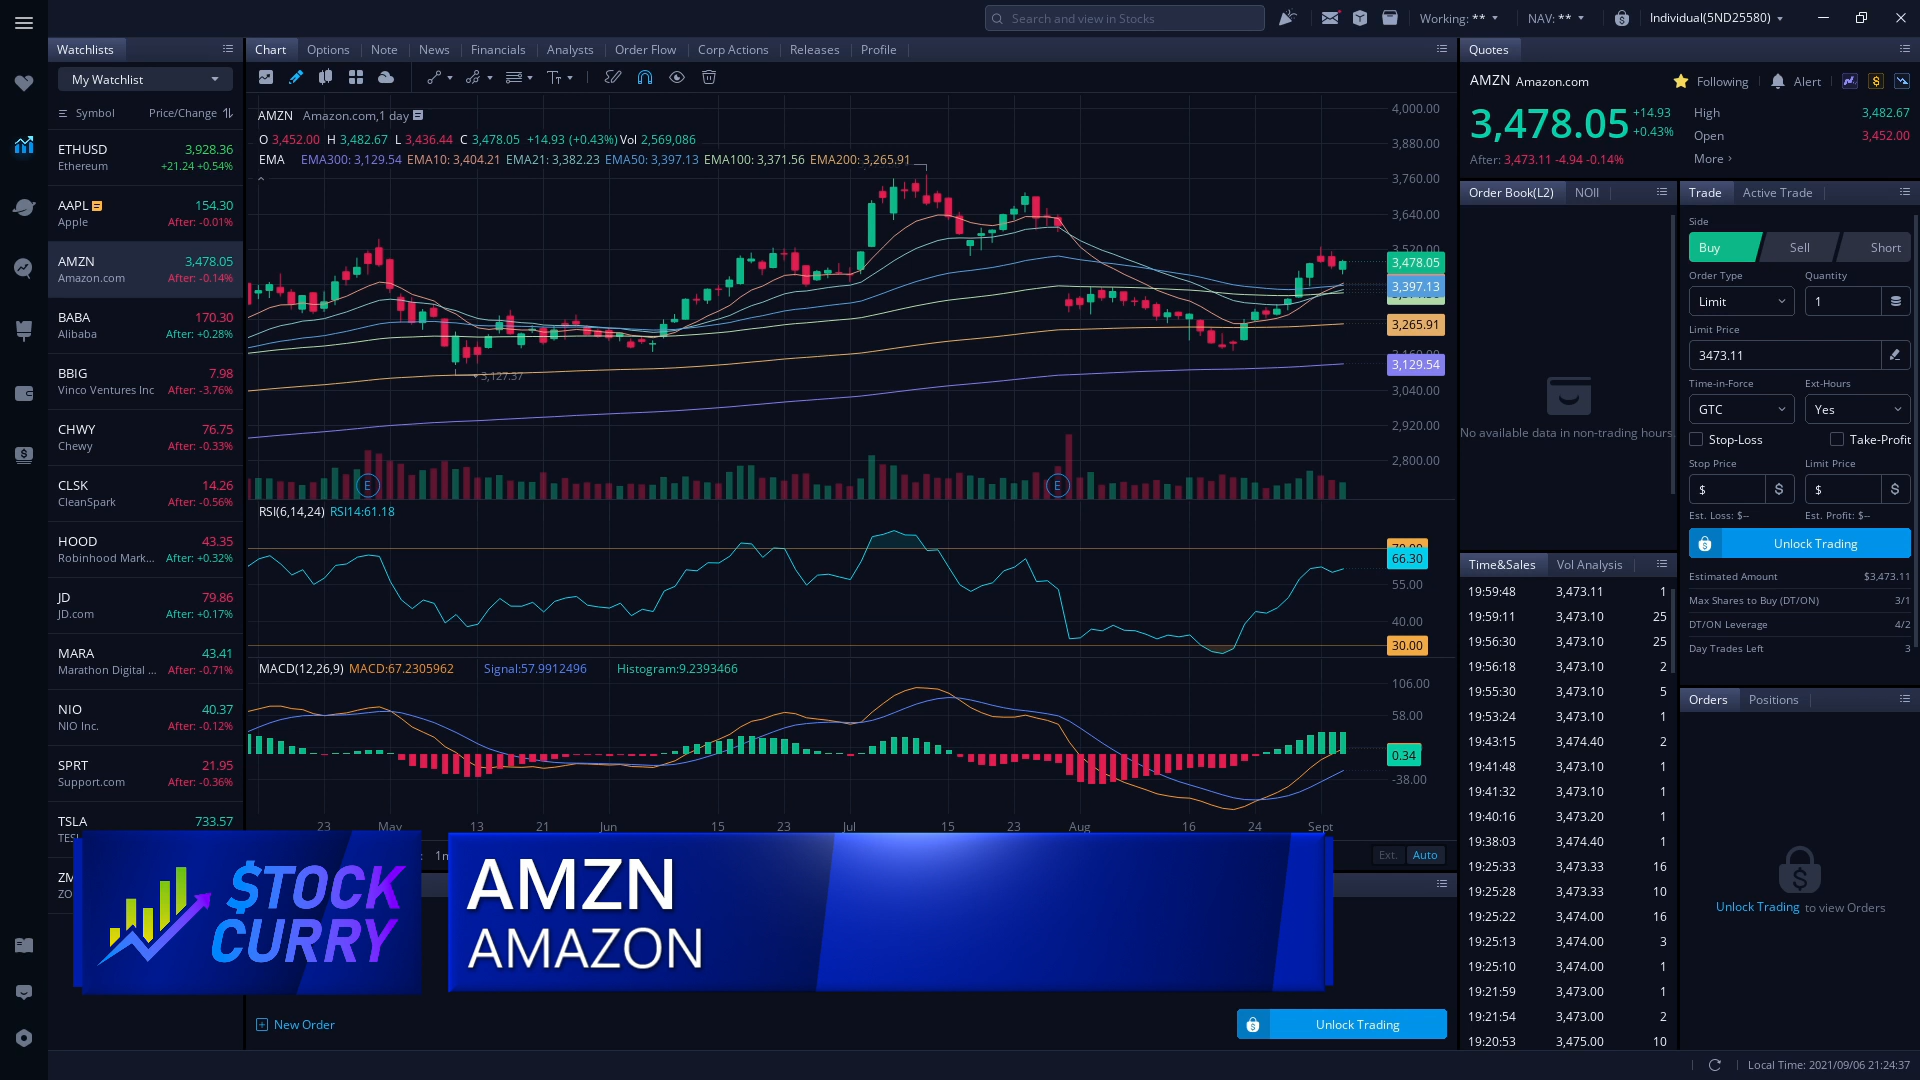 Search and view in Stocks
Working: **
NAV: **
Individual(5ND25580)
Watchlists
My Watchlist
Symbol Price/Change
ETHUSD 3,928.36
Ethereum +21.24 +0.54%
AAPL 154.30
Apple After: -0.01%
AMZN 3,478.05
Amazon.com After: -0.14%
BABA 170.30
Alibaba After: +0.28%
BBIG 7.98
Vinco Ventures Inc After: -3.76%
CHWY 76.75
Chewy After: -0.33%
CLSK 14.26
CleanSpark After: -0.56%
HOOD 43.35
Robinhood Mark... After: +0.32%
JD 79.86
JD.com After: +0.17%
MARA 43.41
Marathon Digital ... After: -0.71%
NIO 40.37
NIO Inc. After: -0.12%
SPRT 21.95
Support.com After: -0.36%
TSLA 733.57
Chart Options Note News Financials Analysts Order Flow Corp Actions Releases Profile
AMZN Amazon.com,1 day
O 3,452.00 H 3,482.67 L 3,436.44 C 3,478.05 +14.93 (+0.43%) Vol 2,569,086
EMA EMA300: 3,129.54 EMA10: 3,404.21 EMA21: 3,382.23 EMA50: 3,397.13 EMA100: 3,371.56 EMA200: 3,265.91
4,000.00
3,880.00
3,760.00
3,640.00
3,520.00
3,478.05
3,397.13
3,265.91
3,129.54
3,040.00
2,920.00
2,800.00
3,127.37
E
E
RSI(6,14,24) RSI14:61.18
66.30
55.00
40.00
30.00
MACD(12,26,9) MACD:67.2305962 Signal:57.9912496 Histogram:9.2393466
106.00
58.00
0.34
-38.00
23 May 13 21 Jun 15 23 Jul 15 23 Aug 16 24 Sept
Ext. Auto
$TOCK
CURRY
AMZN
AMAZON
New Order
Unlock Trading
Quotes
AMZN Amazon.com
Following
Alert
3,478.05 +14.93
+0.43%
After: 3,473.11 -4.94 -0.14%
High 3,482.67
Open 3,452.00
More ›
Order Book(L2) NOII
No available data in non-trading hours
Time&Sales Vol Analysis
19:59:48 3,473.11 1
19:59:11 3,473.10 25
19:56:30 3,473.10 25
19:56:18 3,473.10 2
19:55:30 3,473.10 5
19:53:24 3,473.10 1
19:43:15 3,474.40 2
19:41:48 3,473.10 1
19:41:32 3,473.10 1
19:40:16 3,473.20 1
19:38:03 3,474.40 1
19:25:33 3,473.33 16
19:25:28 3,473.33 10
19:25:22 3,474.00 16
19:25:13 3,474.00 3
19:25:10 3,474.00 1
19:21:59 3,473.00 1
19:21:54 3,473.00 2
19:20:53 3,475.00 10
Trade Active Trade
Side
Buy Sell Short
Order Type Quantity
Limit 1
Limit Price
3473.11
Time-in-Force Ext-Hours
GTC Yes
Stop-Loss Take-Profit
Stop Price Limit Price
$ $ $ $
Est. Loss: $-- Est. Profit: $--
Unlock Trading
Estimated Amount $3,473.11
Max Shares to Buy (DT/ON) 3/1
DT/ON Leverage 4/2
Day Trades Left 3
Orders Positions
Unlock Trading to view Orders
Local Time: 2021/09/06 21:24:37